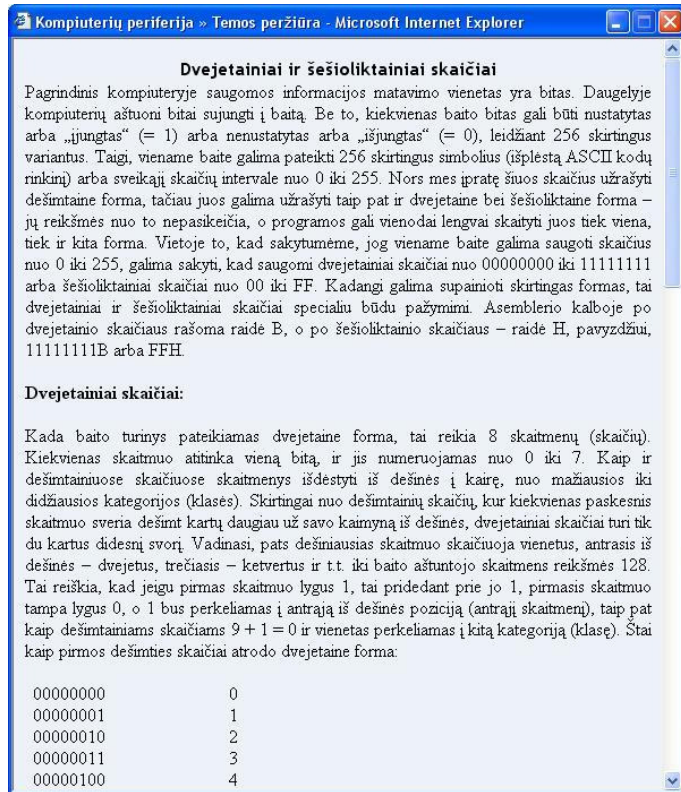 Kompiuterių periferija » Temos peržiūra - Microsoft Internet Explorer
Dvejetainiai ir šešioliktainiai skaičiai
Pagrindinis kompiuteryje saugomos informacijos matavimo vienetas yra bitas. Daugelyje
kompiuterių aštuoni bitai sujungti į baitą. Be to, kiekvienas baito bitas gali būti nustatytas
arba „įjungtas“ (= 1) arba nenustatytas arba „išjungtas“ (= 0), leidžiant 256 skirtingus
variantus. Taigi, viename baite galima pateikti 256 skirtingus simbolius (išplėstą ASCII kodų
rinkinį) arba sveikąjį skaičių intervale nuo 0 iki 255. Nors mes įpratę šiuos skaičius užrašyti
dešimtaine forma, tačiau juos galima užrašyti taip pat ir dvejetaine bei šešioliktaine forma –
jų reikšmės nuo to nepasikeičia, o programos gali vienodai lengvai skaityti juos tiek viena,
tiek ir kita forma. Vietoje to, kad sakytumėme, jog viename baite galima saugoti skaičius
nuo 0 iki 255, galima sakyti, kad saugomi dvejetainiai skaičiai nuo 00000000 iki 11111111
arba šešioliktainiai skaičiai nuo 00 iki FF. Kadangi galima supainioti skirtingas formas, tai
dvejetainiai ir šešioliktainiai skaičiai specialiu būdu pažymimi. Asemblerio kalboje po
dvejetainio skaičiaus rašoma raidė B, o po šešioliktainio skaičiaus – raidė H, pavyzdžiui,
11111111B arba FFH.
Dvejetainiai skaičiai:
Kada baito turinys pateikiamas dvejetaine forma, tai reikia 8 skaitmenų (skaičių).
Kiekvienas skaitmuo atitinka vieną bitą, ir jis numeruojamas nuo 0 iki 7. Kaip ir
dešimtainiuose skaičiuose skaitmenys išdėstyti iš dešinės į kairę, nuo mažiausios iki
didžiausios kategorijos (klasės). Skirtingai nuo dešimtainių skaičių, kur kiekvienas paskesnis
skaitmuo sveria dešimt kartų daugiau už savo kaimyną iš dešinės, dvejetainiai skaičiai turi tik
du kartus didesnį svorį. Vadinasi, pats dešiniausias skaitmuo skaičiuoja vienetus, antrasis iš
dešinės – dvejetus, trečiasis – ketvertus ir t.t. iki baito aštuntojo skaitmens reikšmės 128.
Tai reiškia, kad jeigu pirmas skaitmuo lygus 1, tai pridedant prie jo 1, pirmasis skaitmuo
tampa lygus 0, o 1 bus perkeliamas į antrąją iš dešinės poziciją (antrąjį skaitmenį), taip pat
kaip dešimtainiams skaičiams 9 + 1 = 0 ir vienetas perkeliamas į kitą kategoriją (klasę). Štai
kaip pirmos dešimties skaičiai atrodo dvejetaine forma:
00000000 0
00000001 1
00000010 2
00000011 3
00000100 4